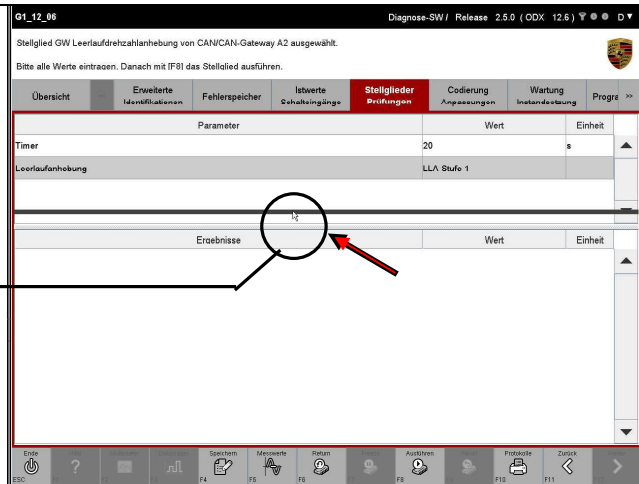 G1_12_06 Diagnose-SW / Release 2.5.0 ( ODX 12.6 ) D
Stellglied GW Leerlaufdrehzahlanhebung von CAN/CAN-Gateway A2 ausgewählt.
Bitte alle Werte eintragen. Danach mit [F8] das Stellglied ausführen.
Übersicht Erweiterte Identifikationen Fehlerspeicher Istwerte Schalteingänge Stellglieder Prüfungen Codierung Anpassungen Wartung Instandsetzung Progra >>
Parameter Wert Einheit
Timer 20 s
Leerlaufanhebung LLA Stufe 1
Ergebnisse Wert Einheit
Ende Speichern Messwerte Return Ausführen Protokolle Zurück
ESC F4 F5 F6 F8 F10 F11